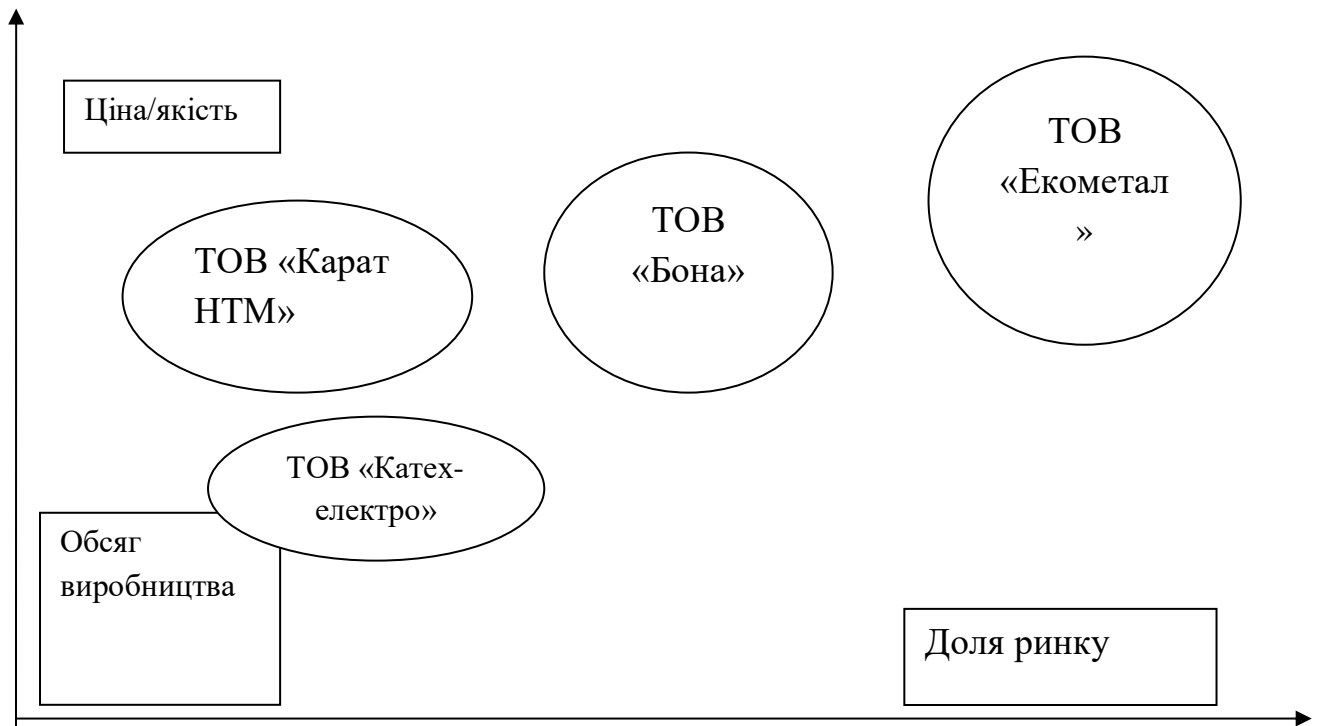 Ціна/якість
ТОВ
«Екометал
»
ТОВ
«Бона»
ТОВ «Карат
НТМ»
ТОВ «Катех-
електро»
Обсяг
виробництва
Доля ринку